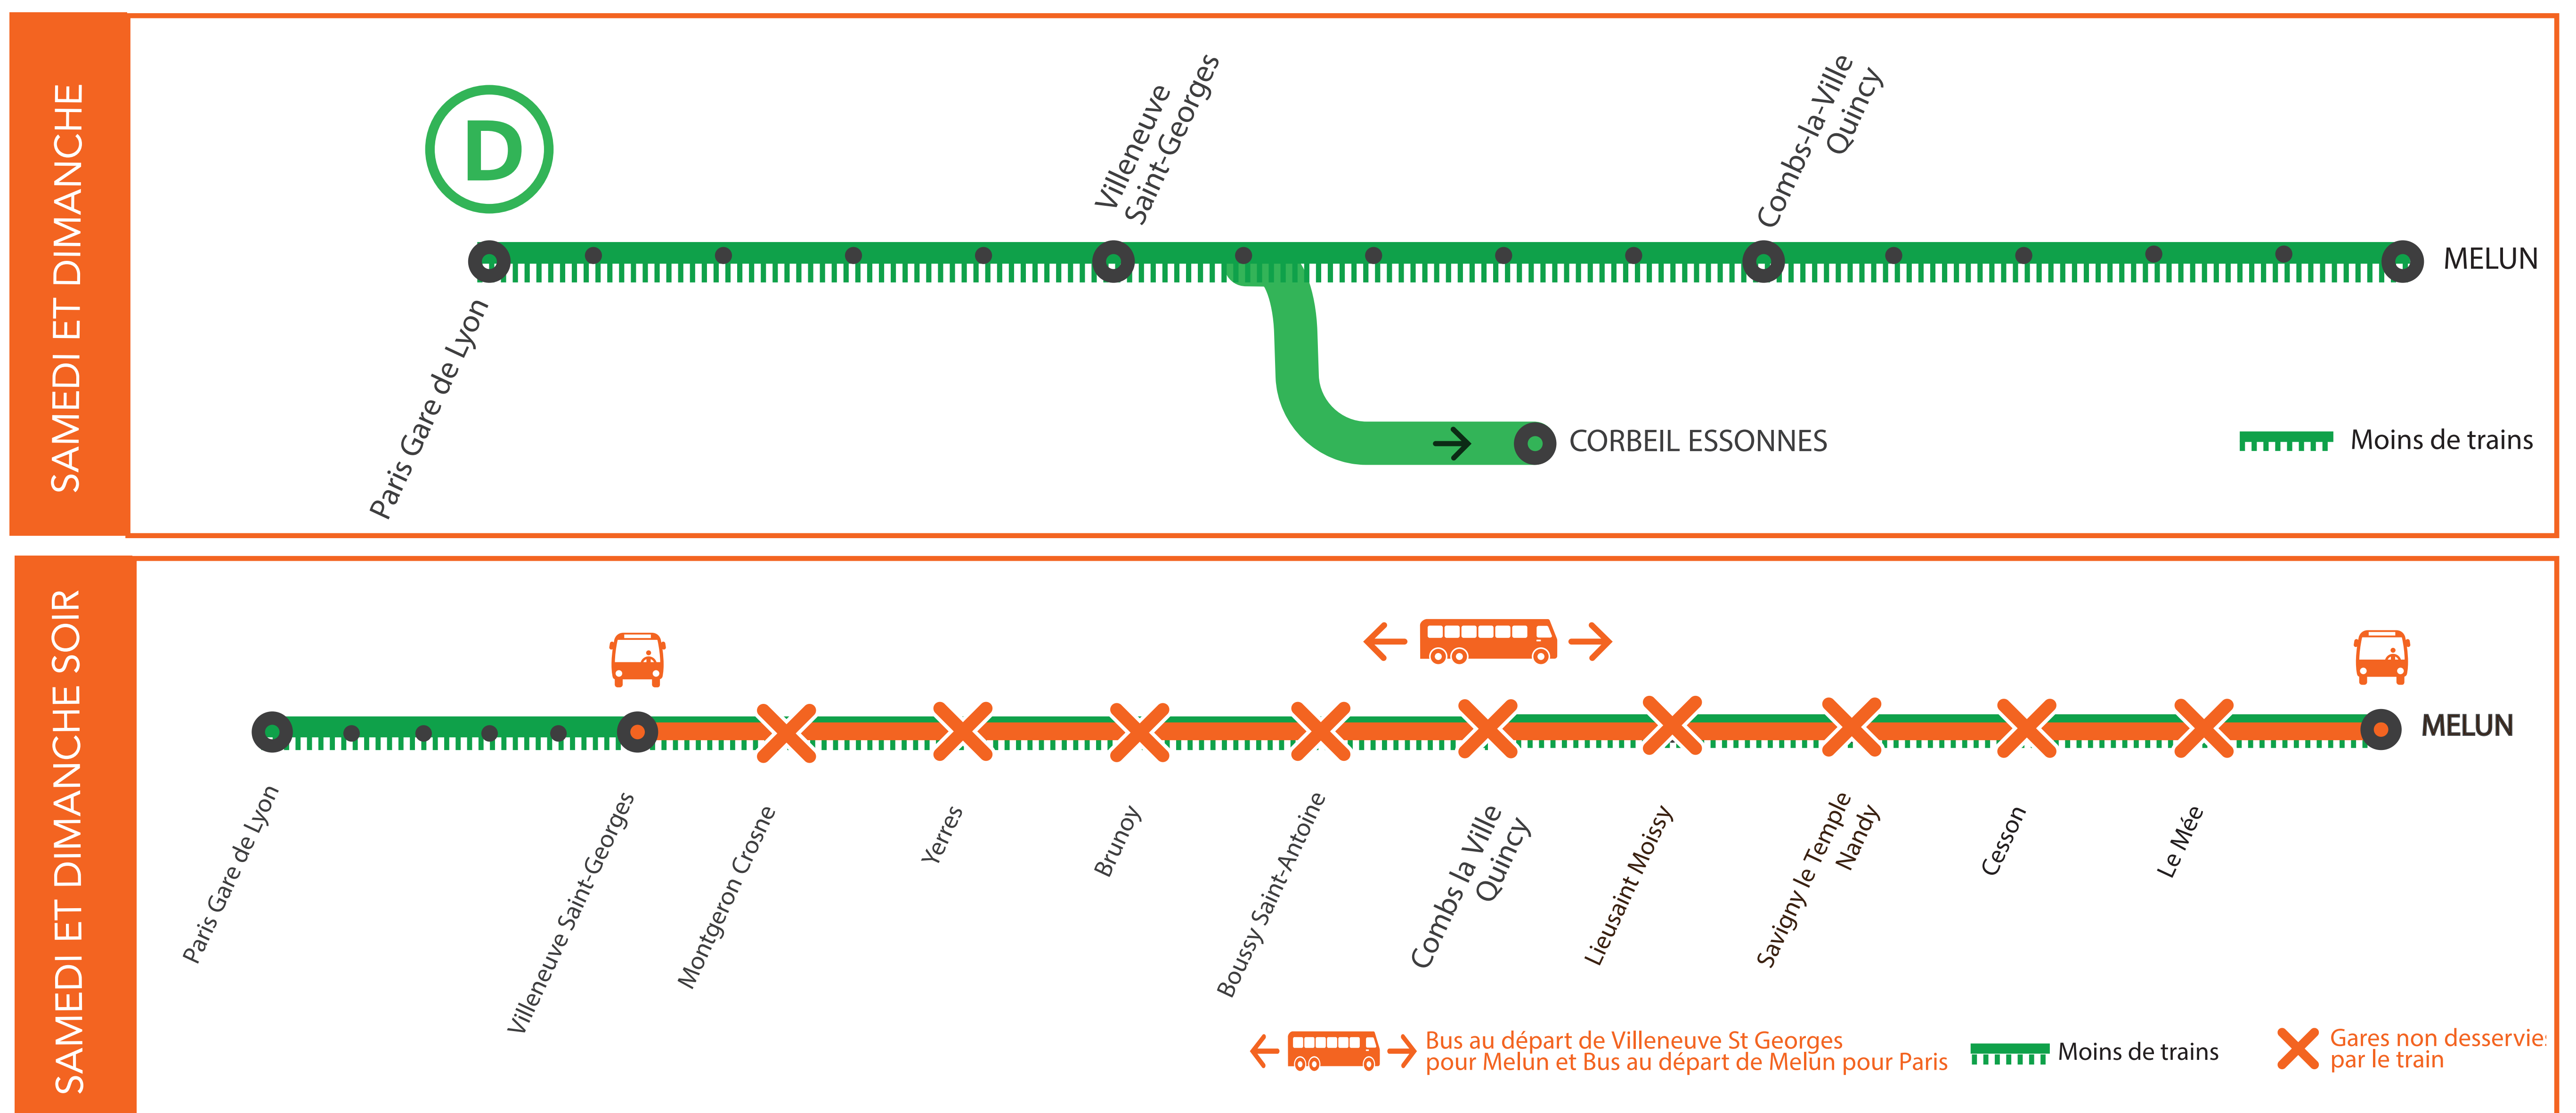 SAMEDI ET DIMANCHE
D
Villeneuve
Saint-Georges
Combs-la-Ville
Quincy
MELUN
Paris Gare de Lyon
CORBEIL ESSONNES
Moins de trains
SAMEDI ET DIMANCHE SOIR
MELUN
Paris Gare de Lyon
Villeneuve Saint-Georges
Montgeron Crosne
Yerres
Brunoy
Boussy Saint-Antoine
Combs la Ville
Quincy
Lieusaint Moissy
Savigny le Temple
Nandy
Cesson
Le Mée
Bus au départ de Villeneuve St Georges
pour Melun et Bus au départ de Melun pour Paris
Moins de trains
Gares non desservies
par le train